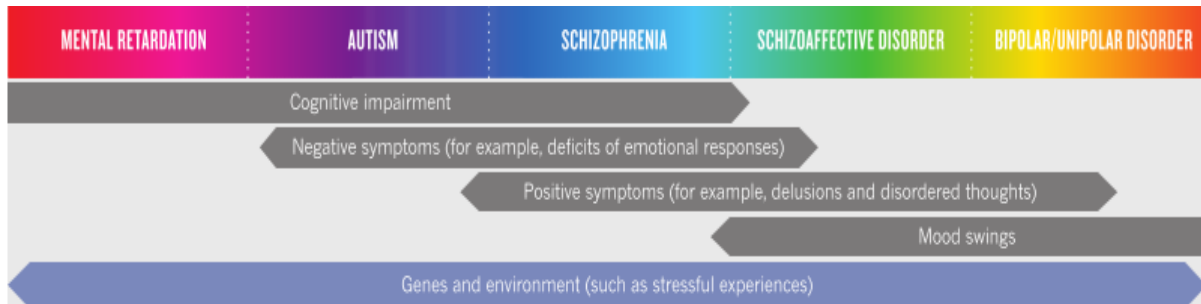 MENTAL RETARDATION AUTISM SCHIZOPHRENIA SCHIZOAFFECTIVE DISORDER BIPOLAR/UNIPOLAR DISORDER
Cognitive impairment
Negative symptoms (for example, deficits of emotional responses)
Positive symptoms (for example, delusions and disordered thoughts)
Mood swings
Genes and environment (such as stressful experiences)